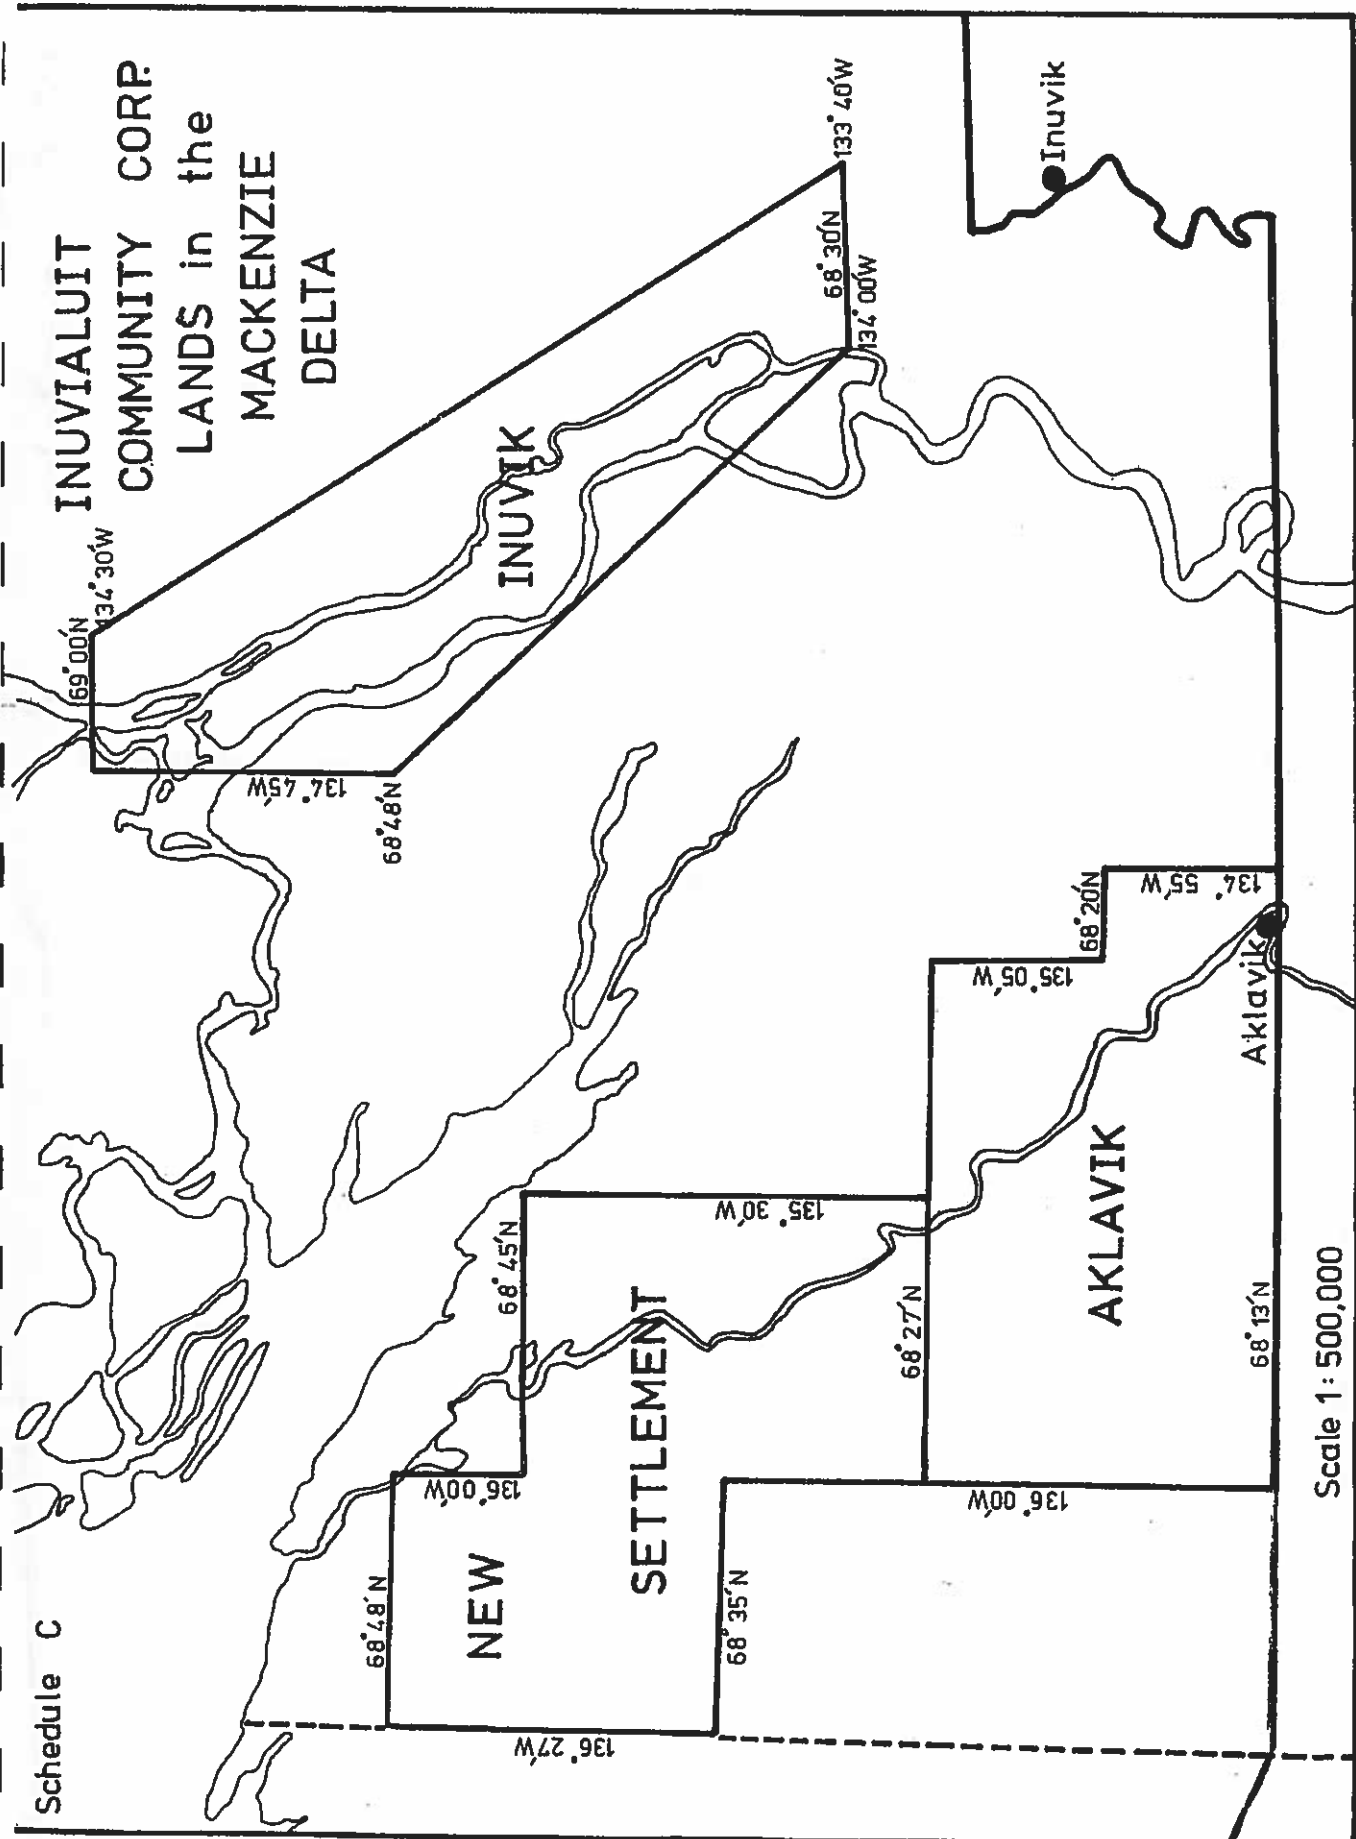 Schedule C
INUVIALUIT
COMMUNITY CORP.
LANDS in the
MACKENZIE
DELTA
69°00'N
134°30'W
134°45'W
68°48'N
INUVIK
133°40'W
68°30'N
134°00'W
Inuvik
68°48'N
136°00'W
68°45'N
NEW
136°27'W
SETTLEMENT
135°30'W
68°35'N
68°27'N
135°05'W
68°20'N
134°55'W
136°00'W
AKLAVIK
Aklavik
68°13'N
Scale 1:500,000